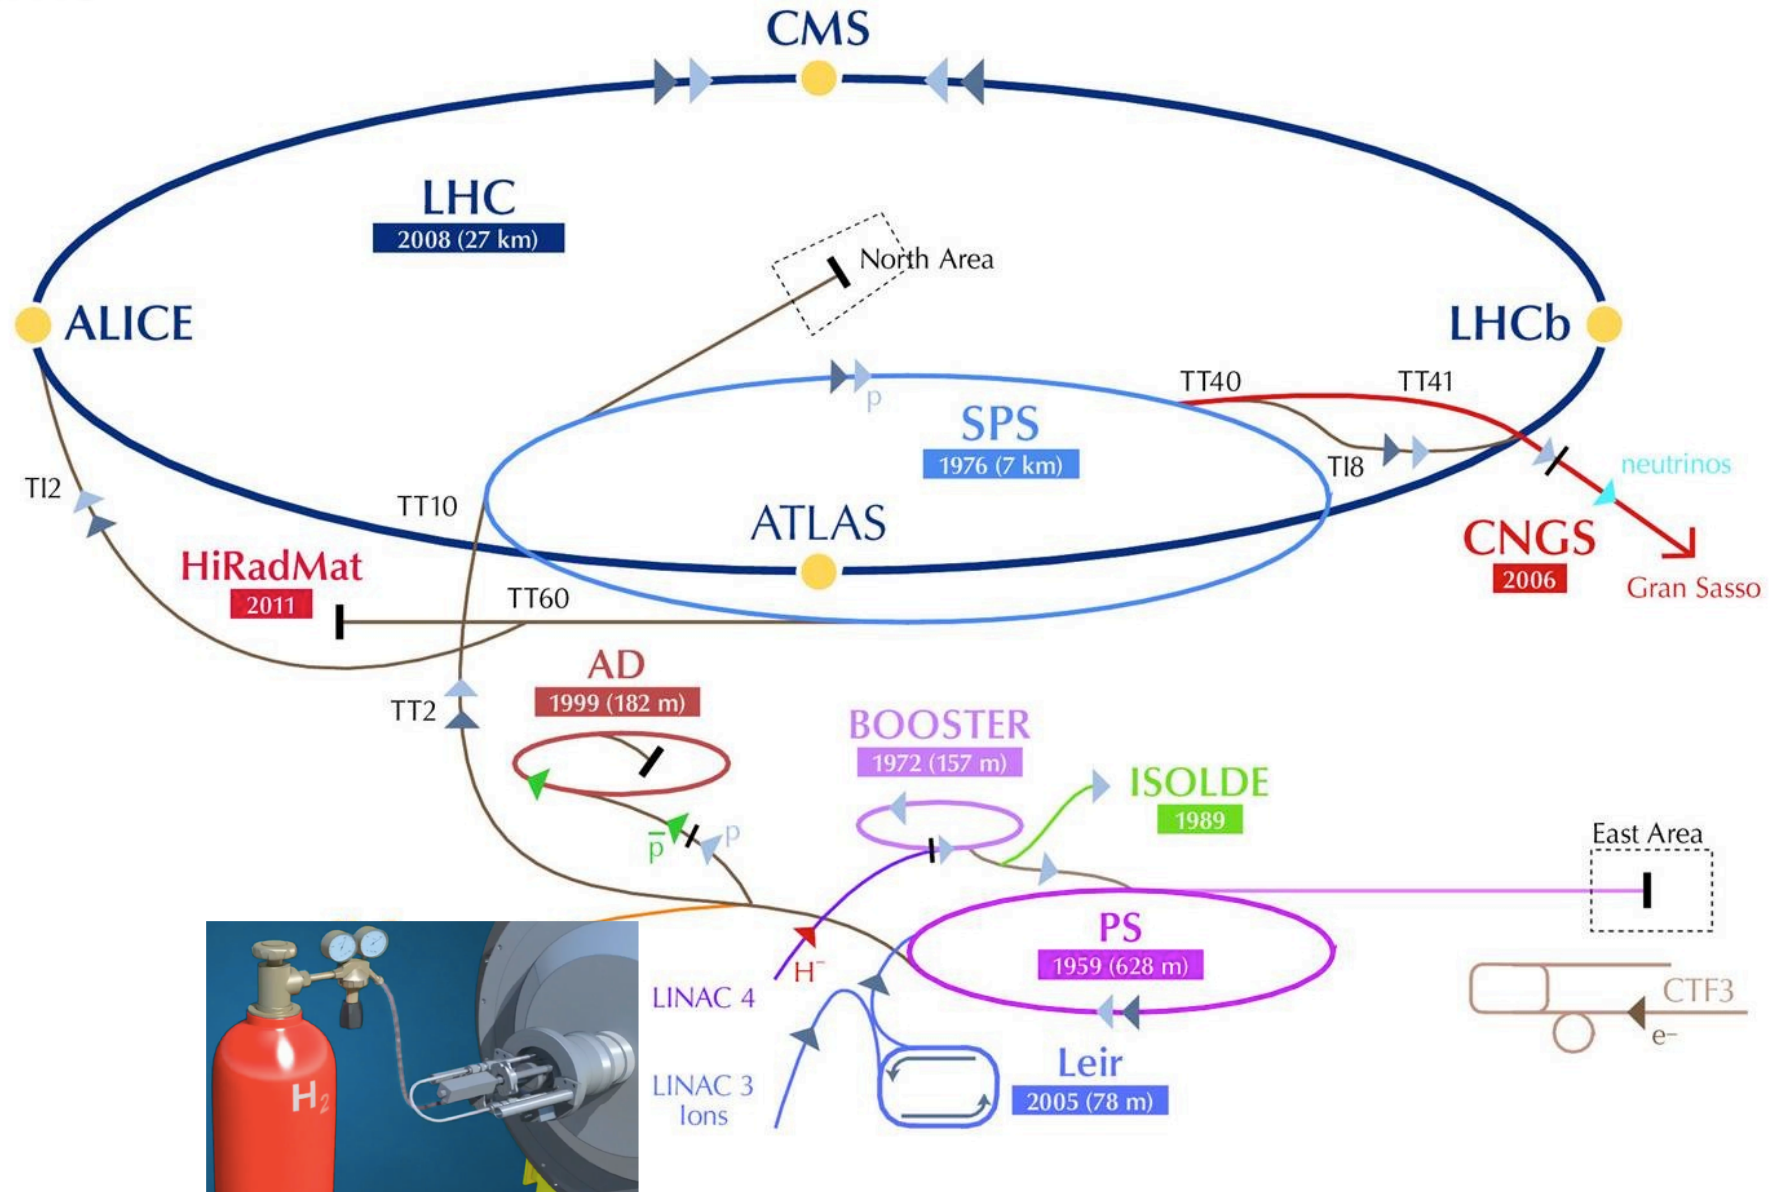 CMS
LHC
2008 (27 km)
North Area
ALICE
LHCb
TT40
TT41
p
SPS
1976 (7 km)
TI8
neutrinos
TI2
TT10
ATLAS
CNGS
2006
Gran Sasso
HiRadMat
2011
TT60
AD
1999 (182 m)
TT2
BOOSTER
1972 (157 m)
ISOLDE
1989
p
p̅
East Area
PS
1959 (628 m)
H⁻
LINAC 4
CTF3
e–
LINAC 3
Ions
Leir
2005 (78 m)
H2